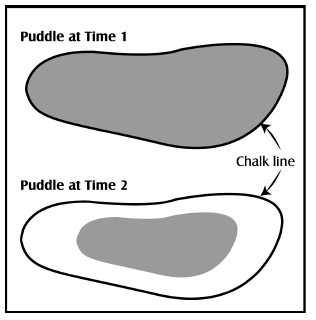 Puddle at Time 1
Chalk line
Puddle at Time 2